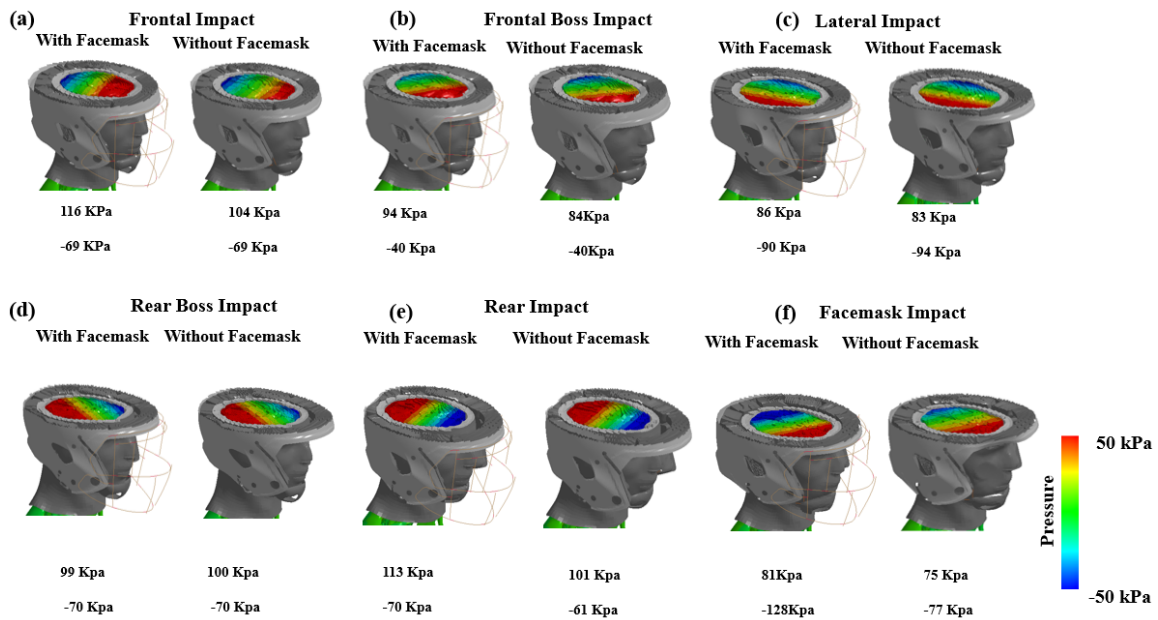 (a) Frontal Impact (b) Frontal Boss Impact (c) Lateral Impact
With Facemask Without Facemask With Facemask Without Facemask With Facemask Without Facemask
116 KPa 104 Kpa 94 Kpa 84Kpa 86 Kpa 83 Kpa
-69 KPa -69 Kpa -40 Kpa -40Kpa -90 Kpa -94 Kpa
(d) Rear Boss Impact (e) Rear Impact (f) Facemask Impact
With Facemask Without Facemask With Facemask Without Facemask With Facemask Without Facemask
50 kPa
Pressure
-50 kPa
99 Kpa 100 Kpa 113 Kpa 101 Kpa 81Kpa 75 Kpa
-70 Kpa -70 Kpa -70 Kpa -61 Kpa -128Kpa -77 Kpa